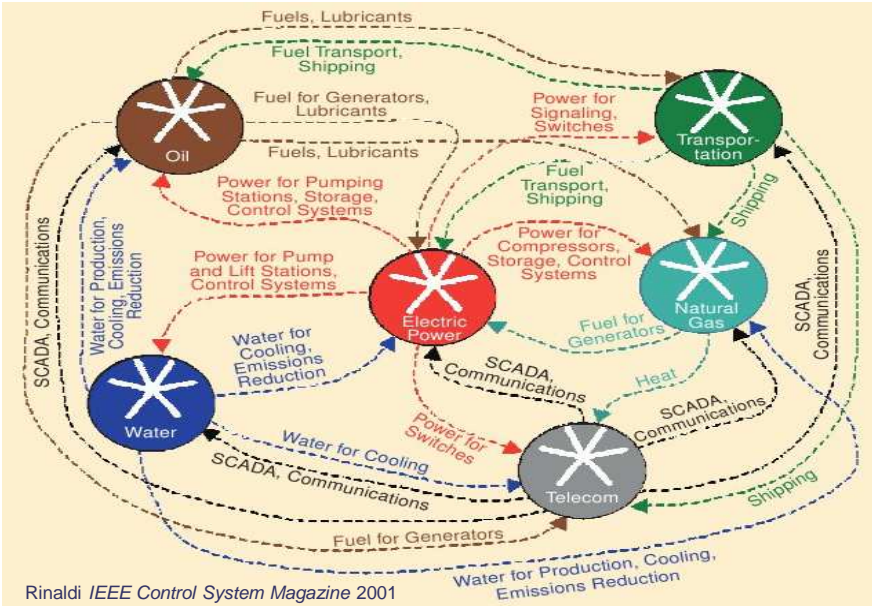 Fuels, Lubricants
Fuel Transport,
Shipping
Fuel for Generators,
Lubricants
Power for
Signaling,
Switches
Transpor-
tation
Oil
Fuels, Lubricants
Fuel
Transport,
Shipping
Shipping
Power for Pumping
Stations, Storage,
Control Systems
Power for
Compressors,
Storage, Control
Systems
SCADA,
Communications
SCADA, Communications
Water for Production,
Cooling, Emissions
Reduction
Power for Pump
and Lift Stations,
Control Systems
Electric
Power
Natural
Gas
Fuel for
Generators
Water for
Cooling,
Emissions
Reduction
SCADA,
Communications
Heat
SCADA,
Communications
Water
Power for
Switches
Water for Cooling
SCADA, Communications
Telecom
Shipping
Fuel for Generators
Water for Production, Cooling,
Emissions Reduction
Rinaldi IEEE Control System Magazine 2001